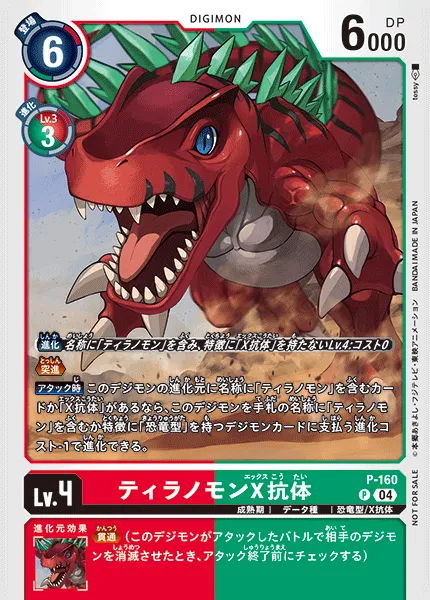 DIGIMON
登場
6
DP
6000
進化
Lv.3
3
tossy
©本郷あきよし・フジテレビ・東映アニメーション BANDAI MADE IN JAPAN
進化 名称に「ティラノモン」を含み、特徴に「X抗体」を持たないLv.4:コスト0
突進
アタック時 このデジモンの進化元に名称に「ティラノモン」を含むカー
ドか「X抗体」があるなら、このデジモンを手札の名称に「ティラノモ
ン」を含むか特徴に「恐竜型」を持つデジモンカードに支払う進化コ
スト-1で進化できる。
Lv.4
ティラノモンX抗体
P-160
P 04
成熟期 データ種 恐竜型/X抗体
NOT FOR SALE
進化元効果
貫通 (このデジモンがアタックしたバトルで相手のデジモ
ンを消滅させたとき、アタック終了前にチェックする)